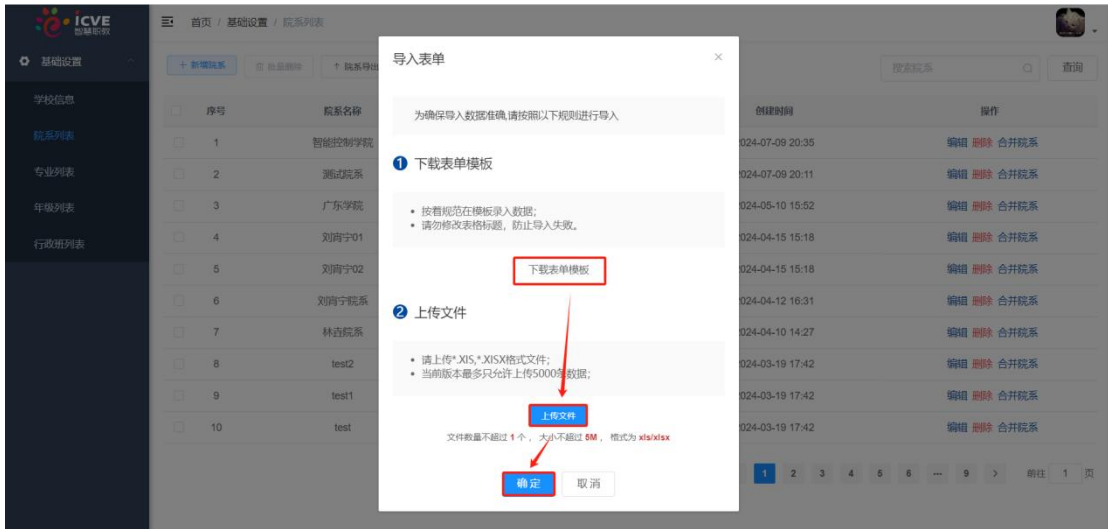 iCVE
智慧职教
首页 / 基础设置 / 院系列表
基础设置
学校信息
院系列表
专业列表
年级列表
行政班列表
+ 新增院系 批量删除 院系导出
搜索院系 查询
导入表单
为确保导入数据准确,请按照以下规则进行导入
1 下载表单模板
按着规范在模板录入数据;
请勿修改表格标题，防止导入失败。
下载表单模板
2 上传文件
请上传*.XIS,*.XISX格式文件;
当前版本最多只允许上传5000条数据;
上传文件
文件数量不超过 1 个 ， 大小不超过 5M ， 格式为 xls/xlsx
确定 取消
序号 院系名称 创建时间 操作
1 智能控制学院 024-07-09 20:35 编辑 删除 合并院系
2 测试院系 024-07-09 20:11 编辑 删除 合并院系
3 广东学院 024-05-10 15:52 编辑 删除 合并院系
4 刘宵宁01 024-04-15 15:18 编辑 删除 合并院系
5 刘宵宁02 024-04-15 15:18 编辑 删除 合并院系
6 刘宵宁院系 024-04-12 16:31 编辑 删除 合并院系
7 林垚院系 024-04-10 14:27 编辑 删除 合并院系
8 test2 024-03-19 17:42 编辑 删除 合并院系
9 test1 024-03-19 17:42 编辑 删除 合并院系
10 test 024-03-19 17:42 编辑 删除 合并院系
1 2 3 4 5 6 ... 9 > 前往 1 页